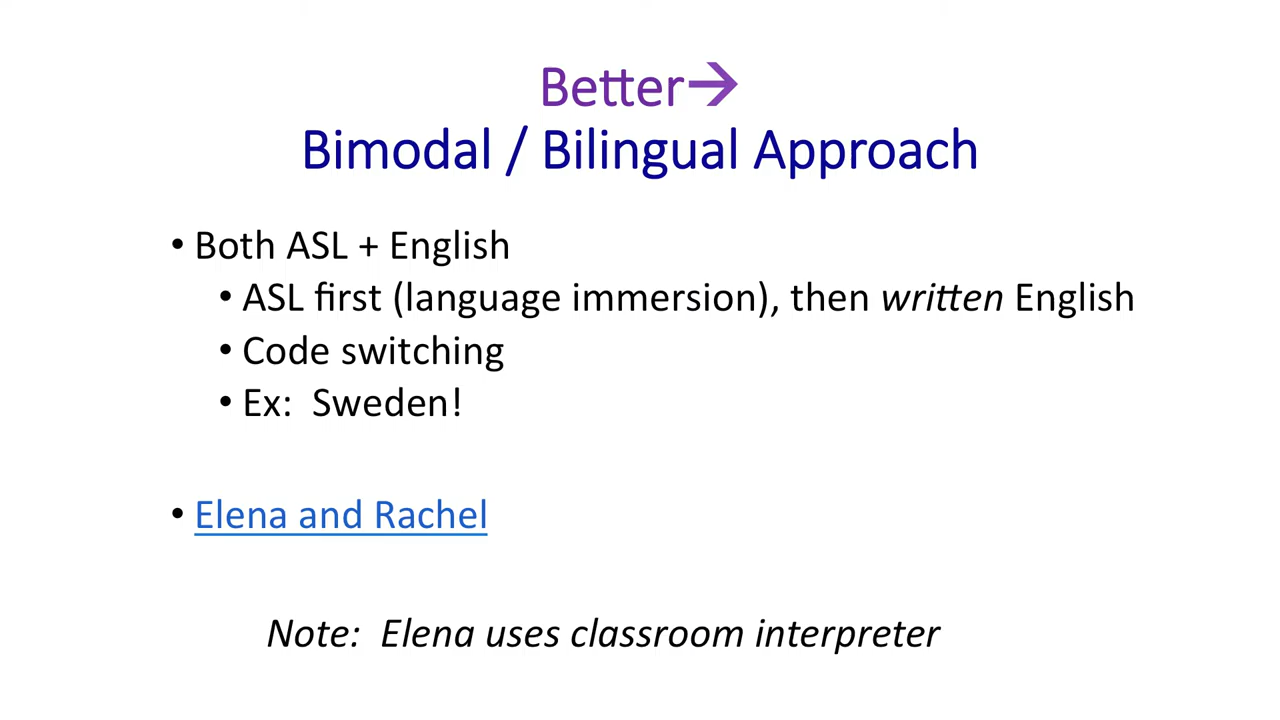 Better→
Bimodal / Bilingual Approach
• Both ASL + English
• ASL first (language immersion), then written English
• Code switching
• Ex:  Sweden!
• Elena and Rachel
Note:  Elena uses classroom interpreter